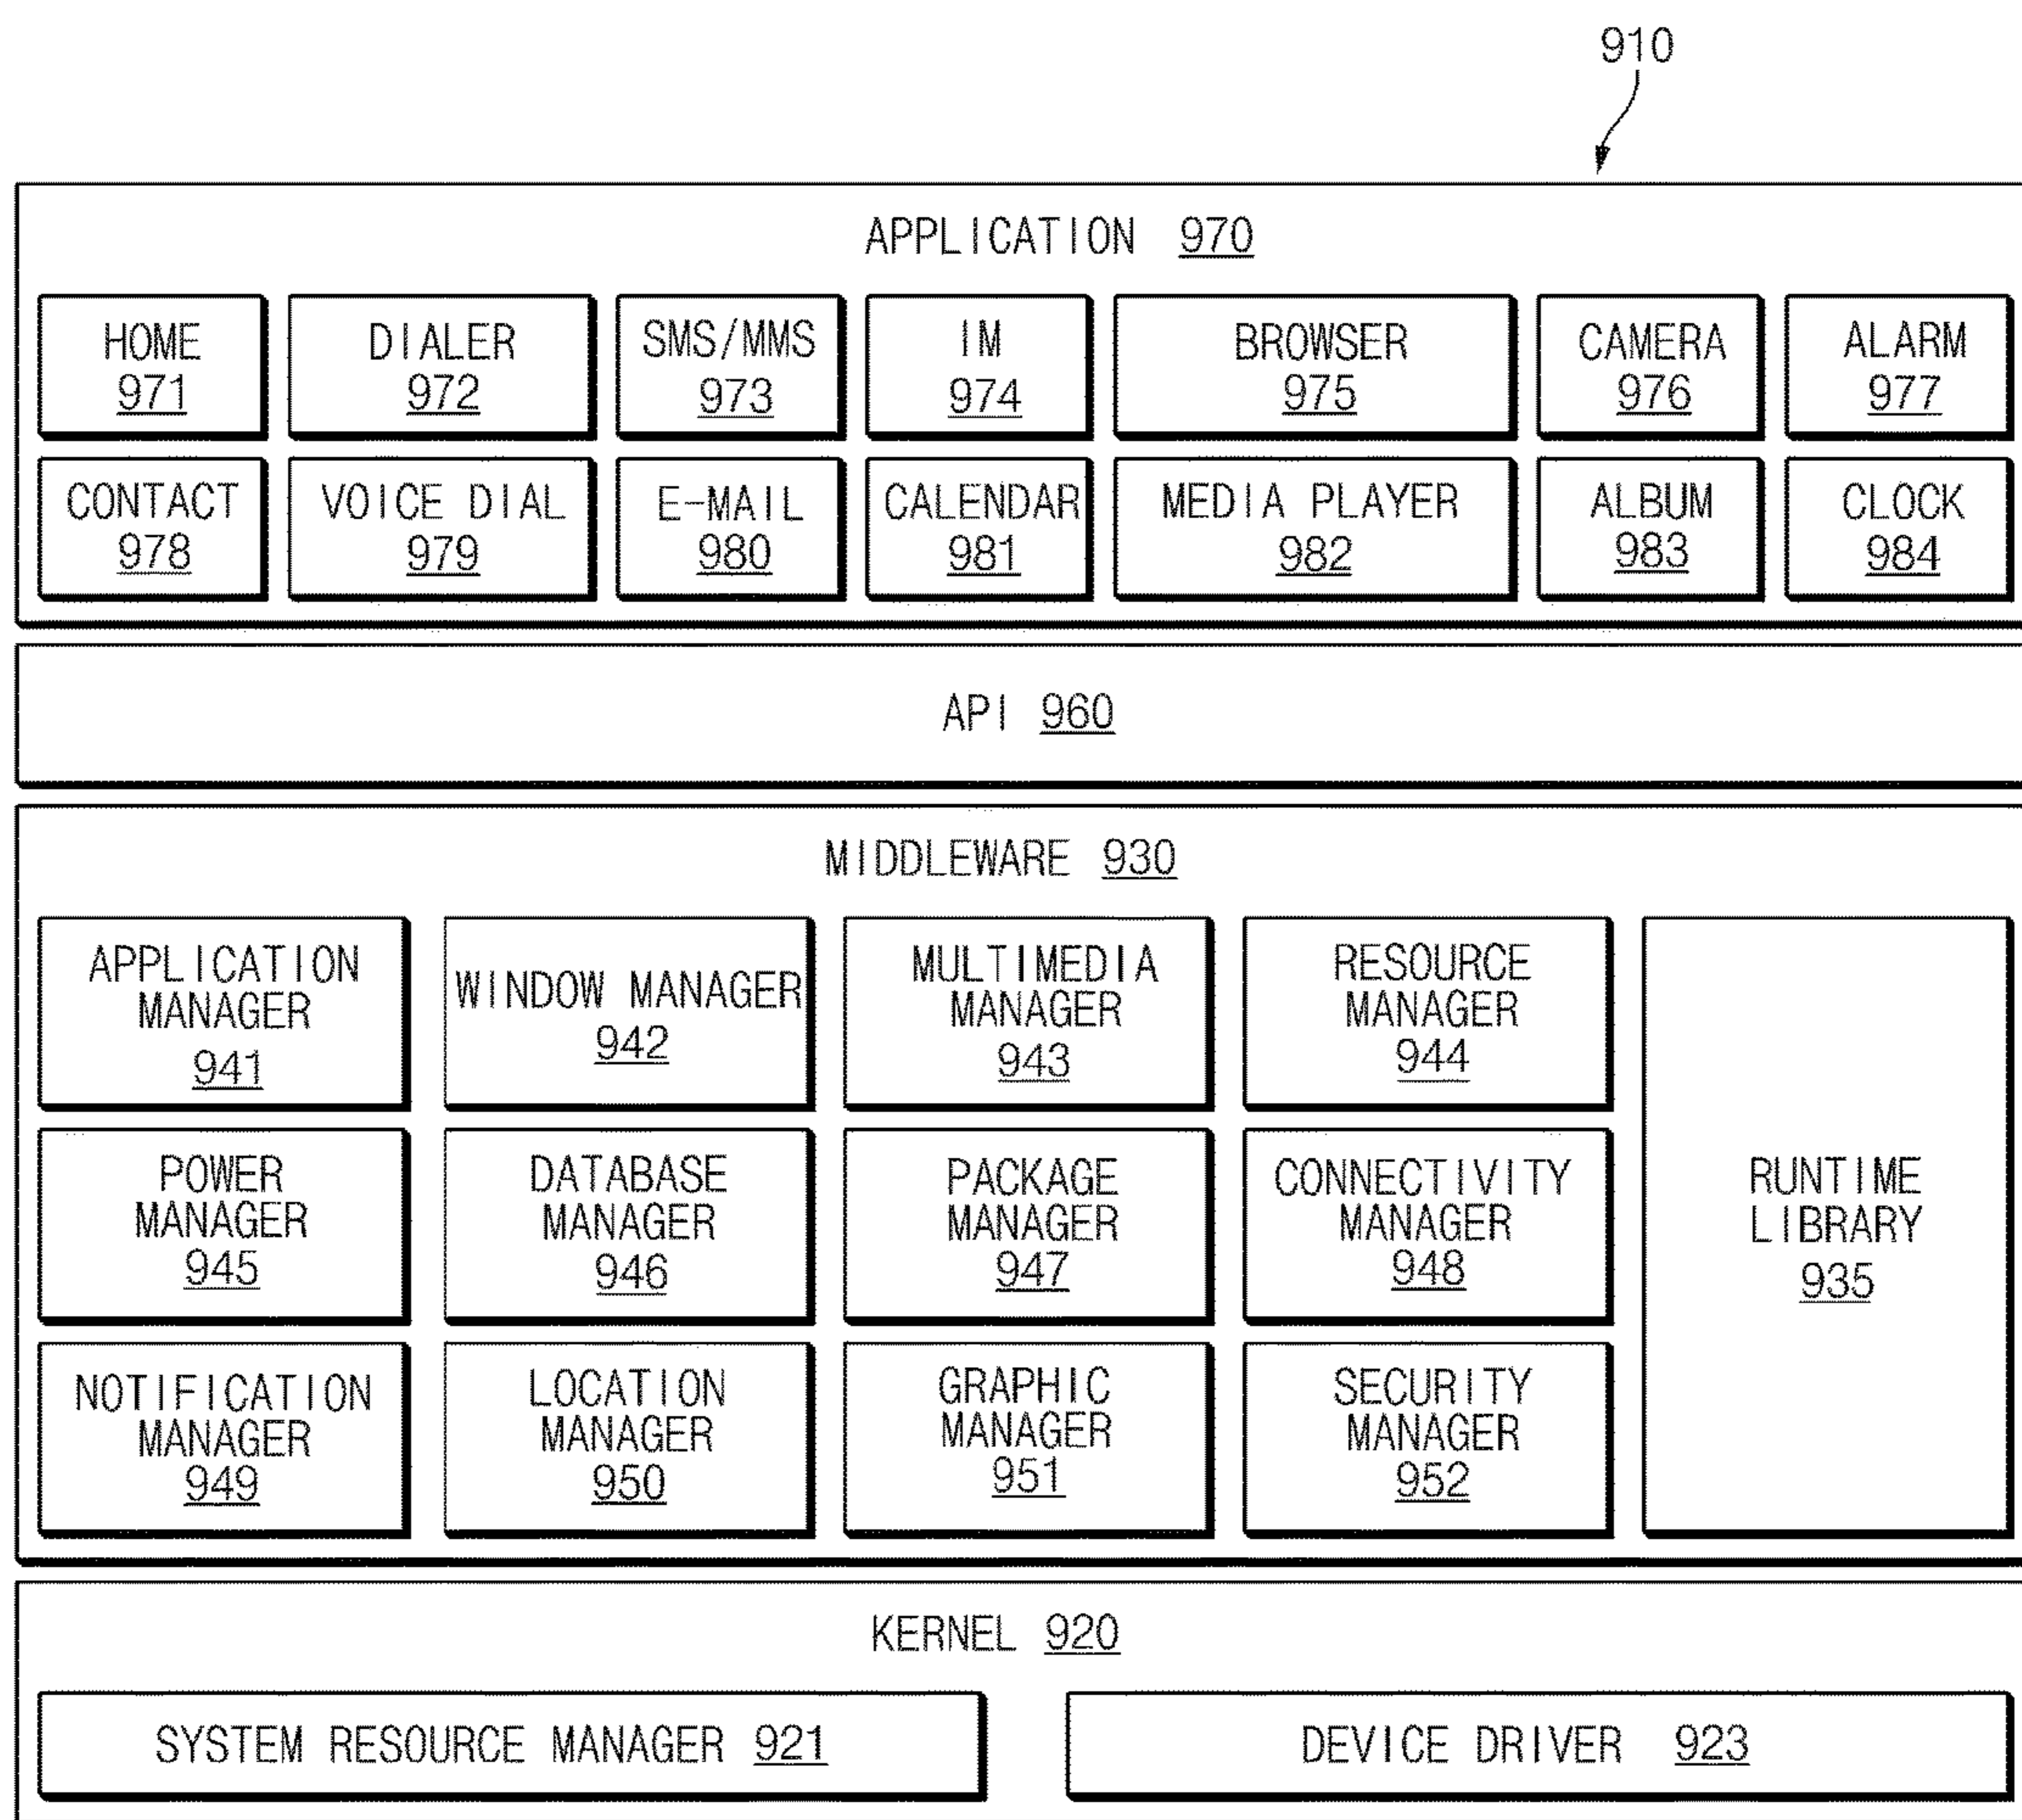 910
APPLICATION 970
HOME
971
DIALER
972
SMS/MMS
973
IM
974
BROWSER
975
CAMERA
976
ALARM
977
CONTACT
978
VOICE DIAL
979
E-MAIL
980
CALENDAR
981
MEDIA PLAYER
982
ALBUM
983
CLOCK
984
API 960
MIDDLEWARE 930
APPLICATION
MANAGER
941
WINDOW MANAGER
942
MULTIMEDIA
MANAGER
943
RESOURCE
MANAGER
944
POWER
MANAGER
945
DATABASE
MANAGER
946
PACKAGE
MANAGER
947
CONNECTIVITY
MANAGER
948
NOTIFICATION
MANAGER
949
LOCATION
MANAGER
950
GRAPHIC
MANAGER
951
SECURITY
MANAGER
952
RUNTIME
LIBRARY
935
KERNEL 920
SYSTEM RESOURCE MANAGER 921
DEVICE DRIVER 923